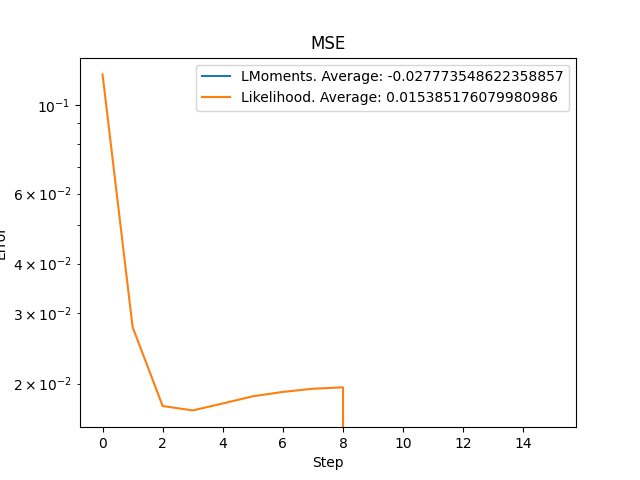 MSE
LMoments. Average: -0.027773548622358857
Likelihood. Average: 0.015385176079980986
10⁻¹
6 × 10⁻²
4 × 10⁻²
3 × 10⁻²
2 × 10⁻²
Error
0 2 4 6 8 10 12 14
Step